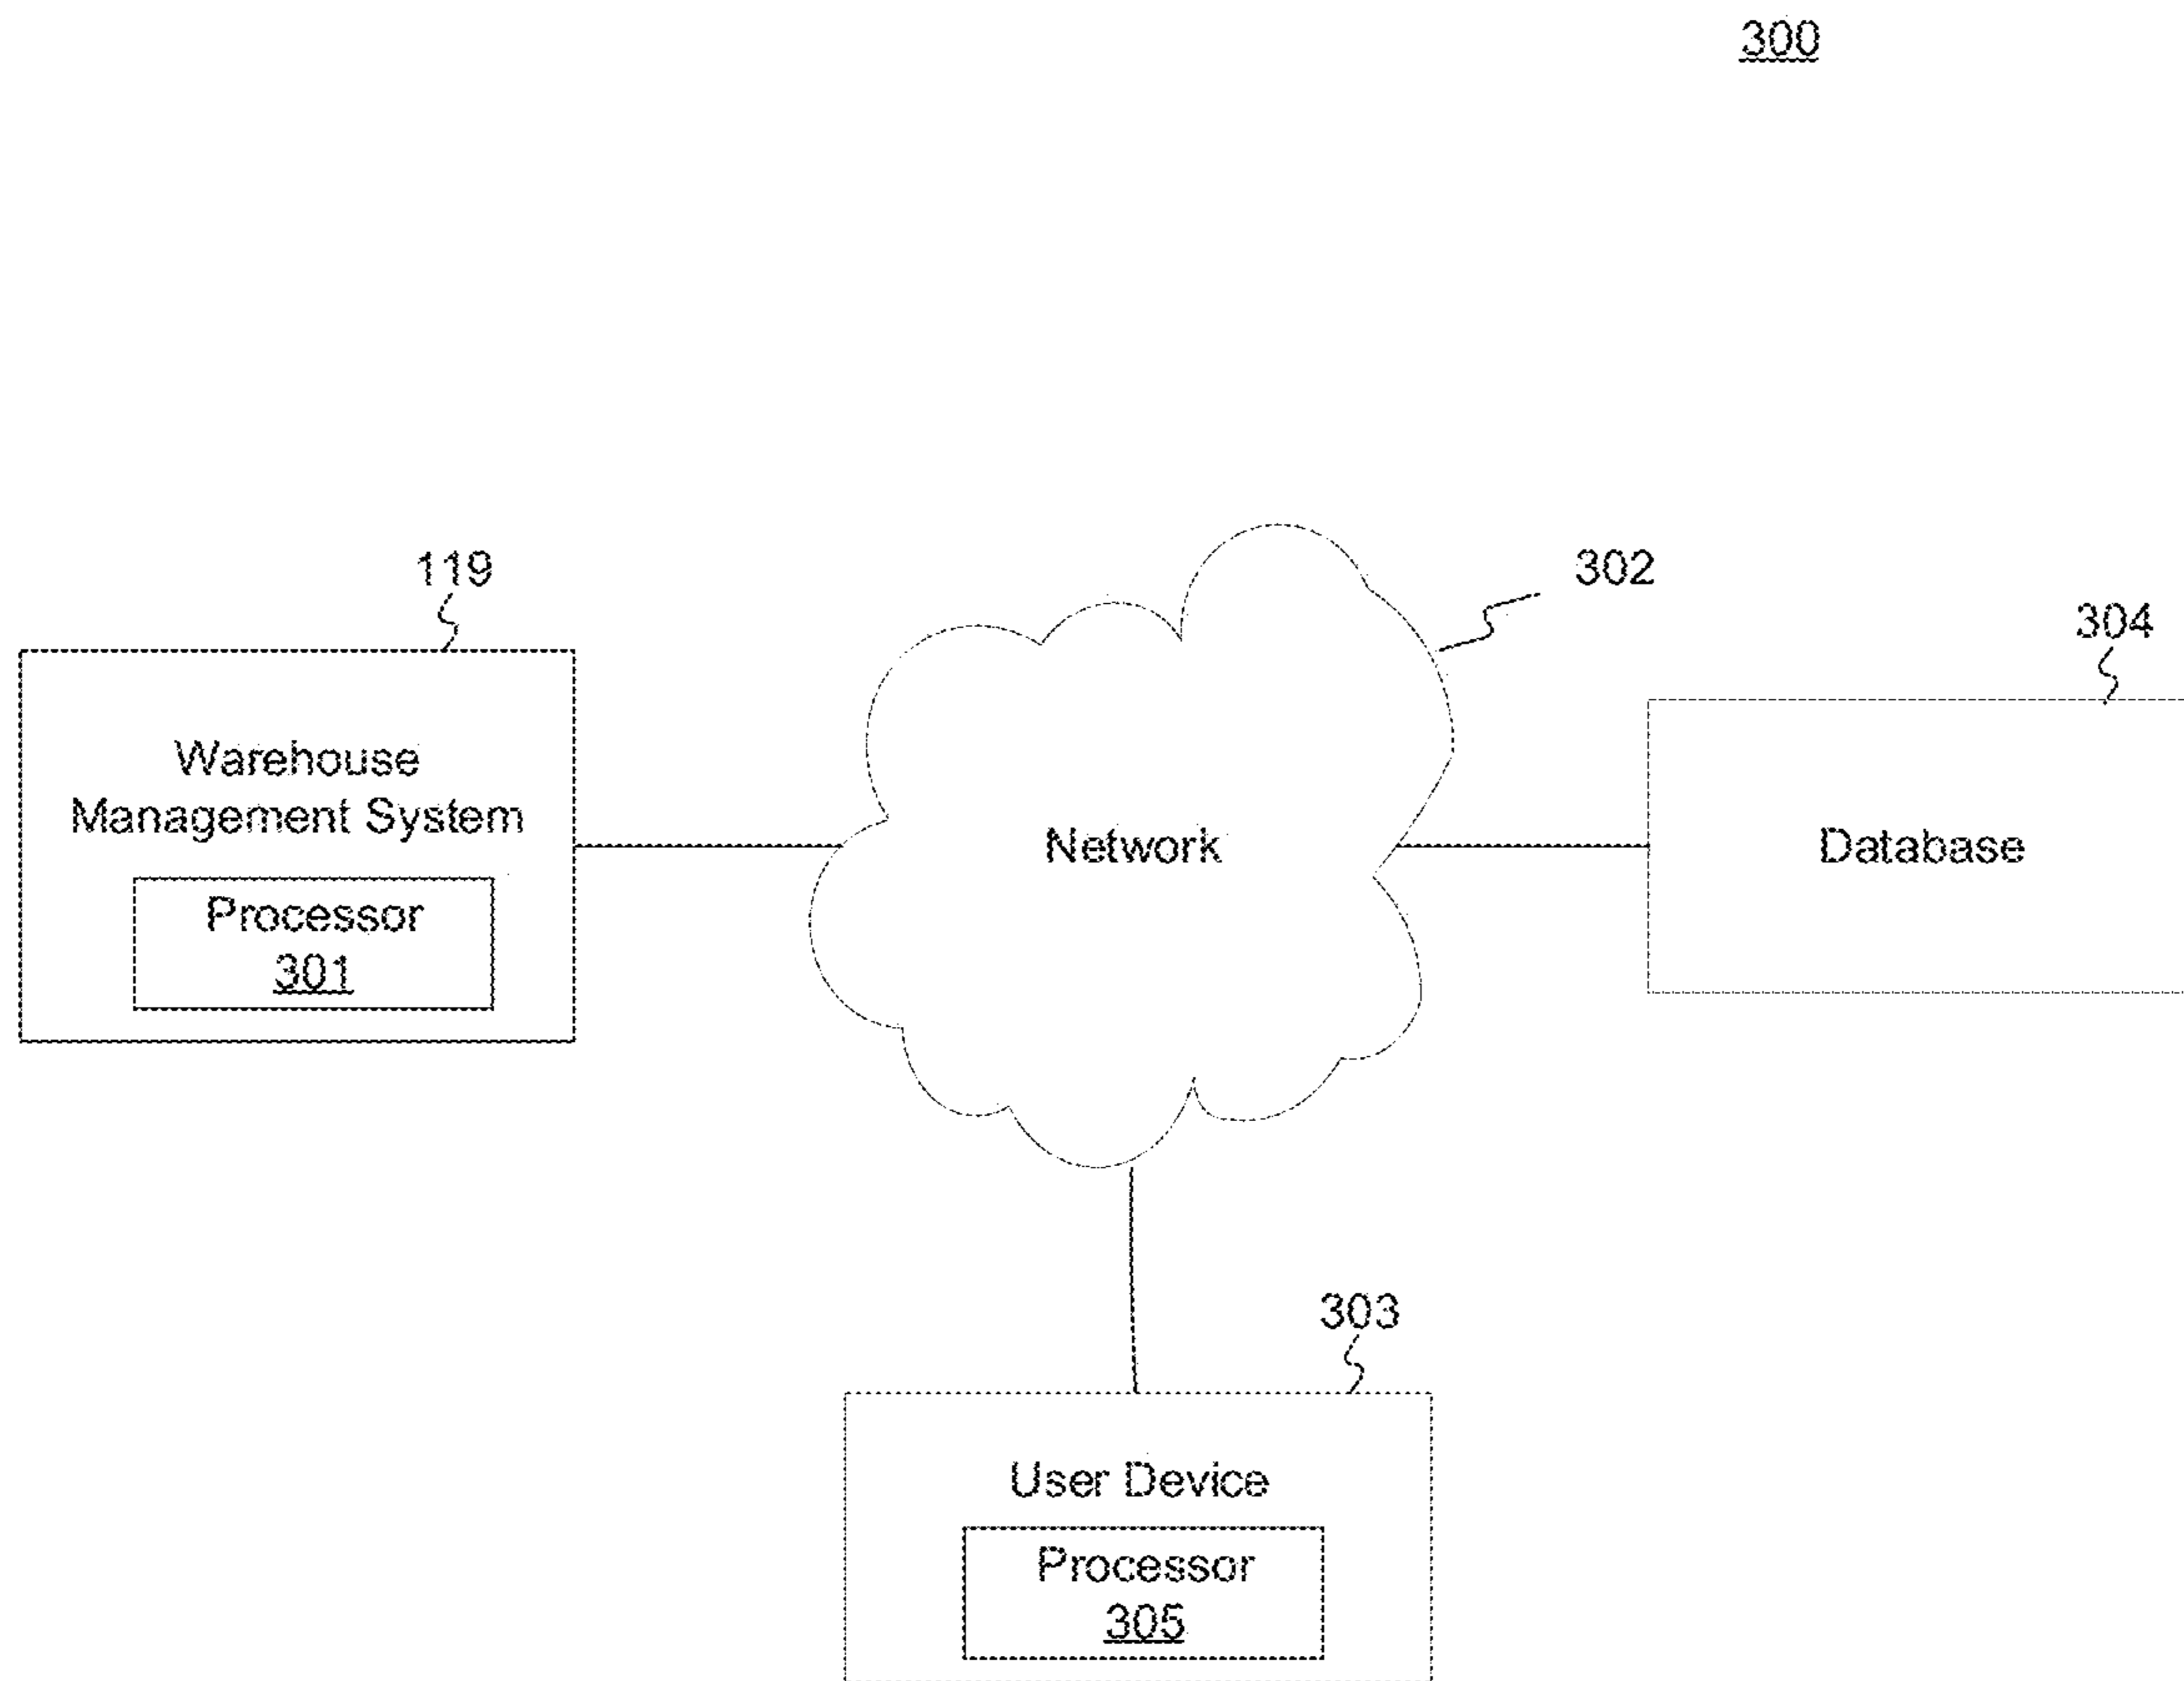 300
119
302
304
Warehouse
Management System
Processor
301
Network
Database
303
User Device
Processor
305